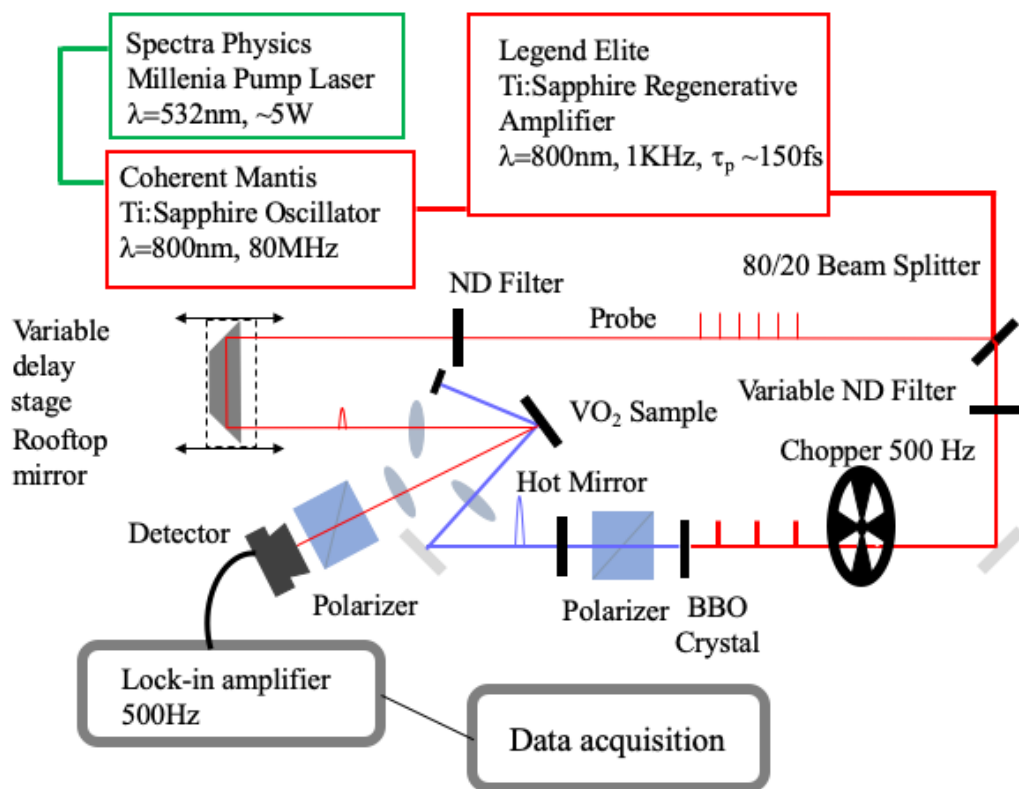 Spectra Physics
Millenia Pump Laser
λ=532nm, ~5W
Legend Elite
Ti:Sapphire Regenerative
Amplifier
λ=800nm, 1KHz, τp ~150fs
Coherent Mantis
Ti:Sapphire Oscillator
λ=800nm, 80MHz
80/20 Beam Splitter
ND Filter
Probe
Variable
delay
stage
Rooftop
mirror
Variable ND Filter
VO2 Sample
Chopper 500 Hz
Hot Mirror
Detector
Polarizer
Polarizer
BBO
Crystal
Lock-in amplifier
500Hz
Data acquisition